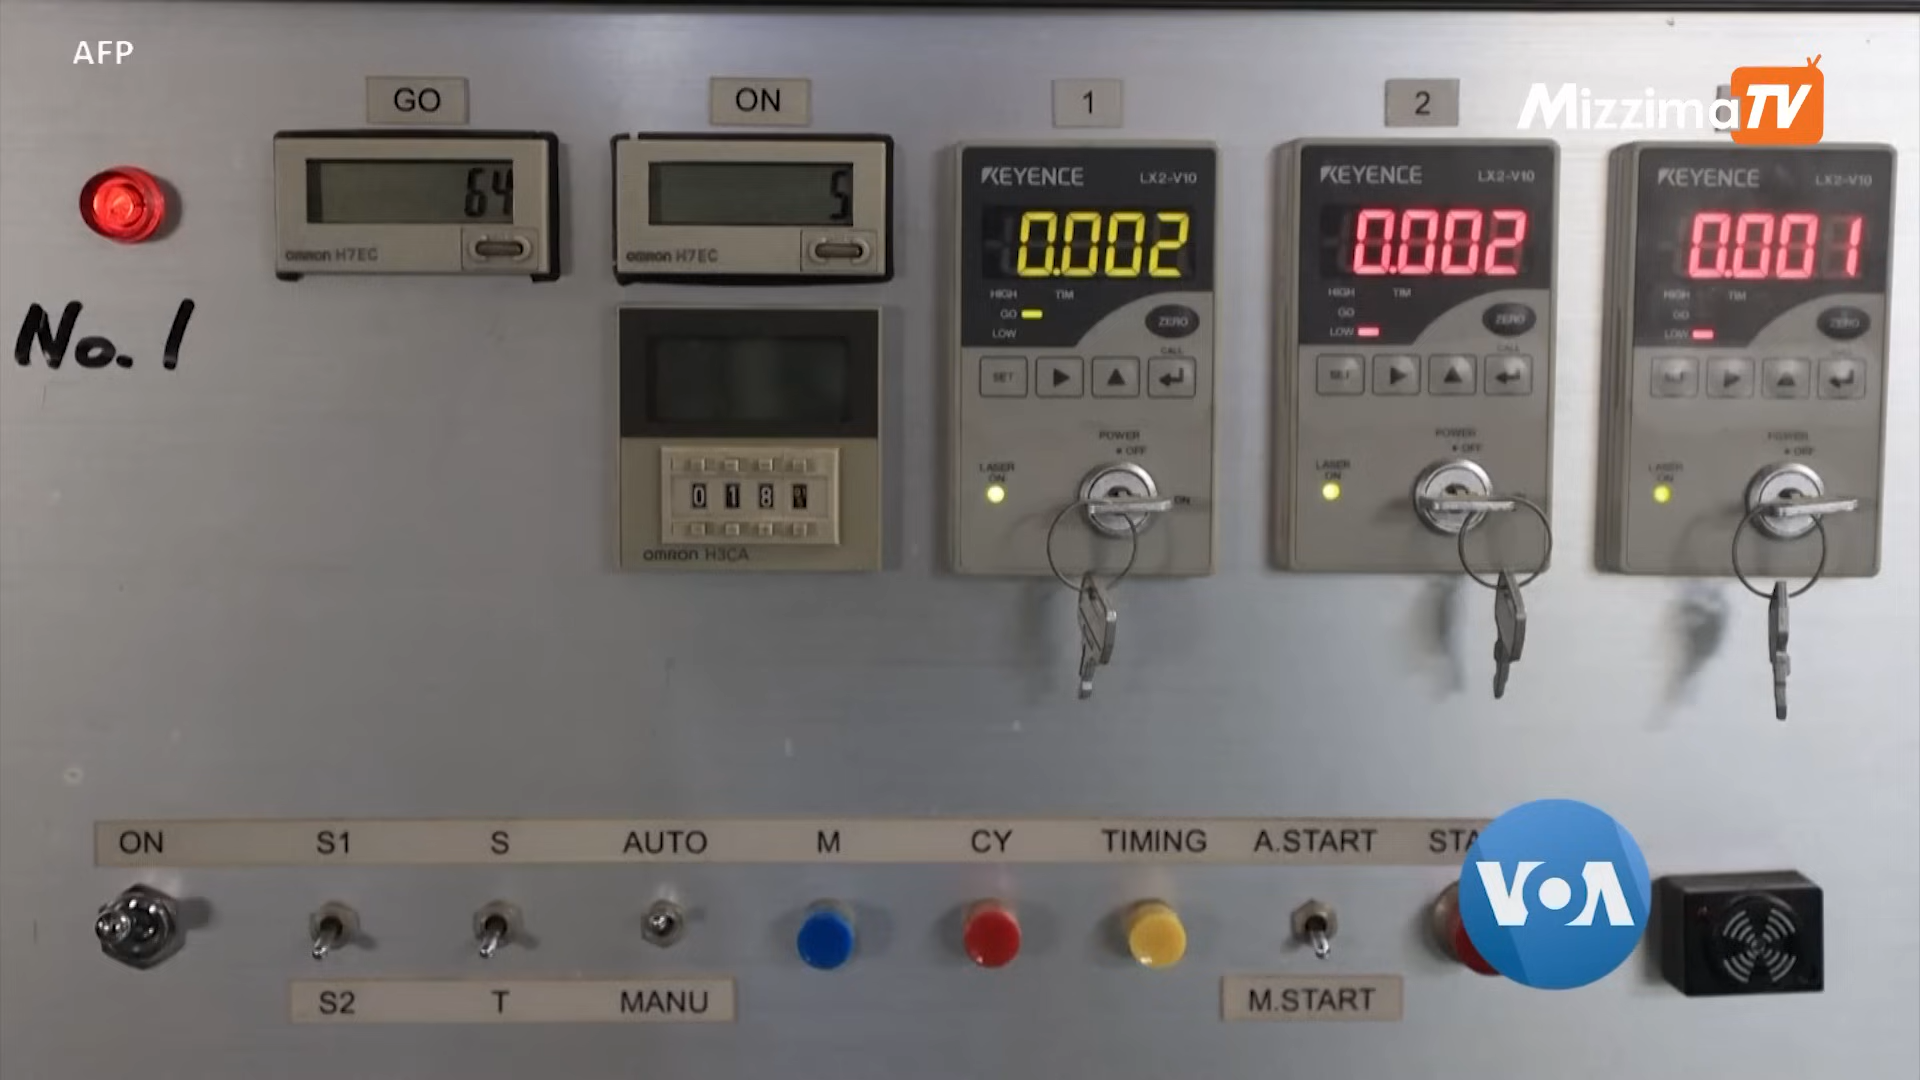 AFP
Mizzima TV
GO
ON
1
2
64
5
omron H7EC
omron H7EC
KEYENCE LX2-V10
KEYENCE LX2-V10
KEYENCE LX2-V10
0.002
0.002
0.001
HIGH TIM
GO
LOW
ZERO
HIGH TIM
GO
LOW
ZERO
HIGH TIM
GO
LOW
ZERO
CALL
SET
CALL
SET
SET
No. 1
POWER
OFF
LASER
ON
ON
POWER
OFF
LASER
ON
POWER
OFF
LASER
ON
0 1 8
omron H3CA
ON S1 S AUTO M CY TIMING A.START STA
VOA
S2 T MANU
M.START